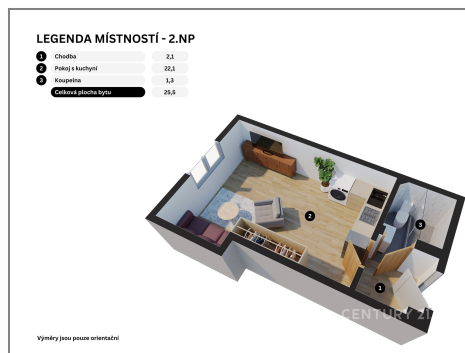 LEGENDA MÍSTNOSTÍ - 2.NP
1 Chodba 2,1
2 Pokoj s kuchyní 22,1
3 Koupelna 1,3
Celková plocha bytu 25,5
2
3
1
CENTURY 21
Výměry jsou pouze orientační